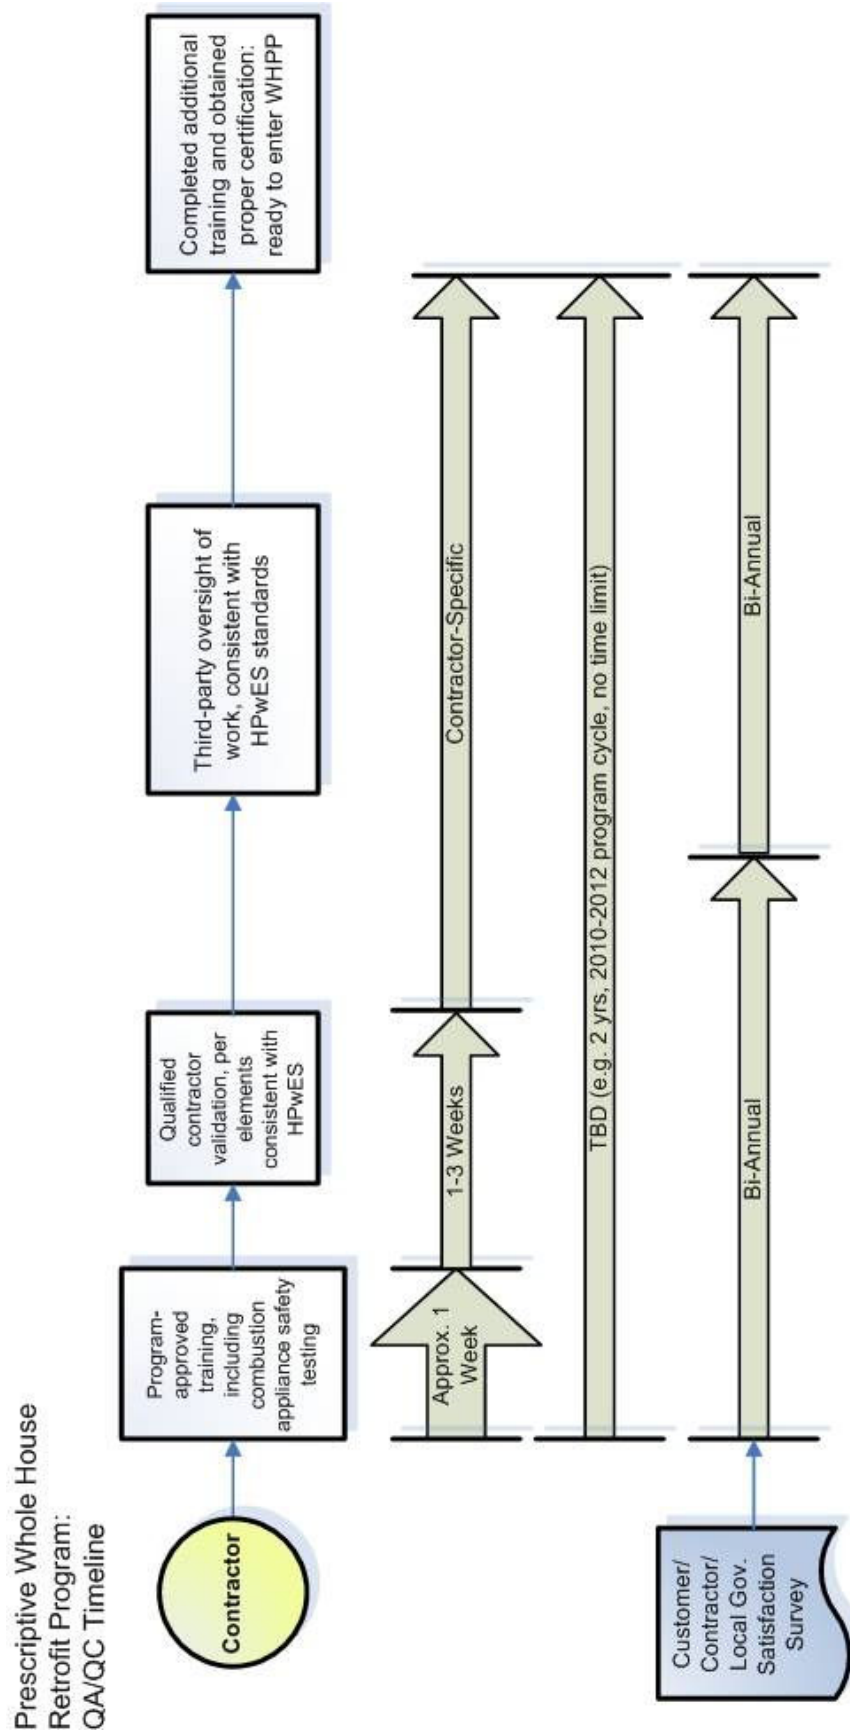 Prescriptive Whole House
Retrofit Program:
QA/QC Timeline
Contractor
Program-
approved
training,
including
combustion
appliance safety
testing
Qualified
contractor
validation, per
elements
consistent with
HPwES
Third-party oversight of
work, consistent with
HPwES standards
Completed additional
training and obtained
proper certification:
ready to enter WHPP
Approx. 1
Week
1-3 Weeks
Contractor-Specific
TBD (e.g. 2 yrs, 2010-2012 program cycle, no time limit)
Customer/
Contractor/
Local Gov.
Satisfaction
Survey
Bi-Annual
Bi-Annual